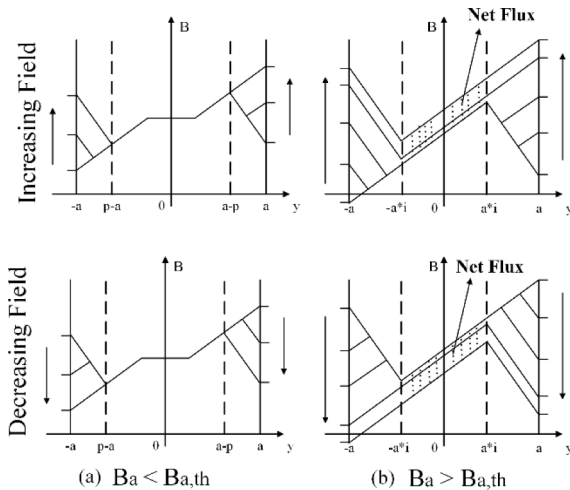 Increasing Field
B
-a p-a 0 a-p a y
Net Flux
B
-a -a*i 0 a*i a y
Decreasing Field
B
-a p-a 0 a-p a y
Net Flux
B
-a -a*i 0 a*i a y
(a) Ba < Ba,th
(b) Ba > Ba,th